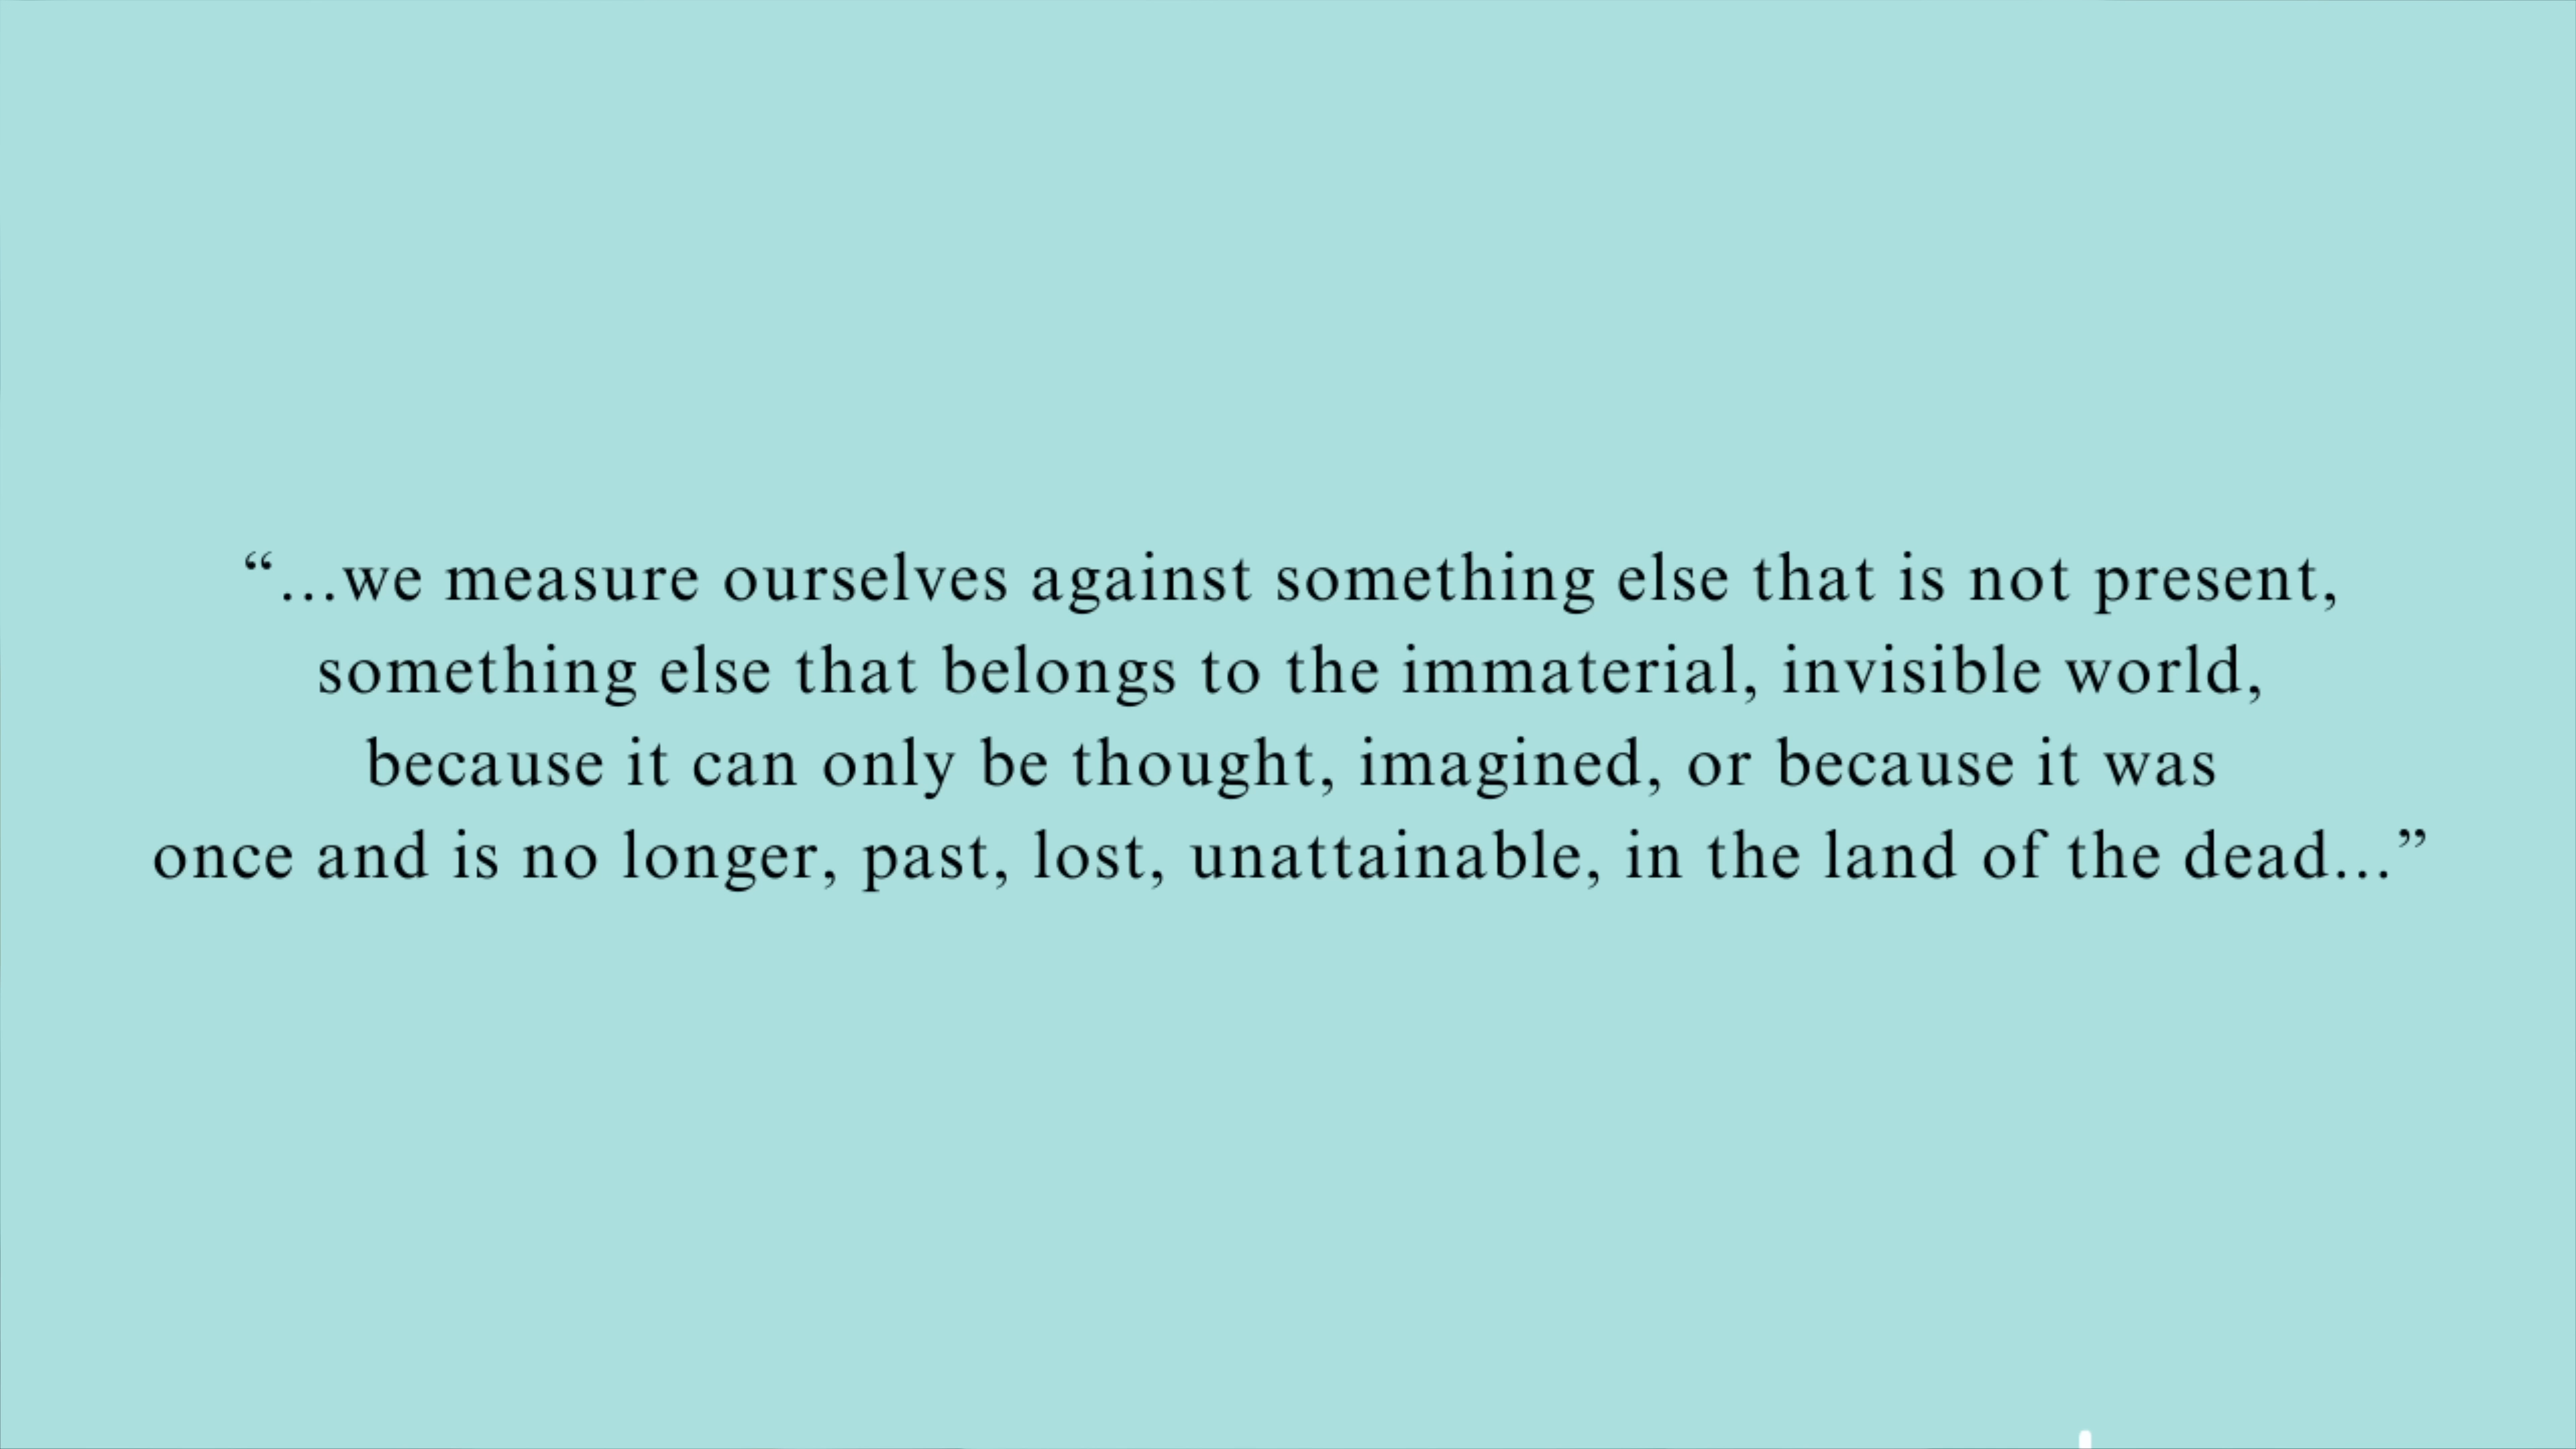 “...we measure ourselves against something else that is not present,
something else that belongs to the immaterial, invisible world,
because it can only be thought, imagined, or because it was
once and is no longer, past, lost, unattainable, in the land of the dead...”